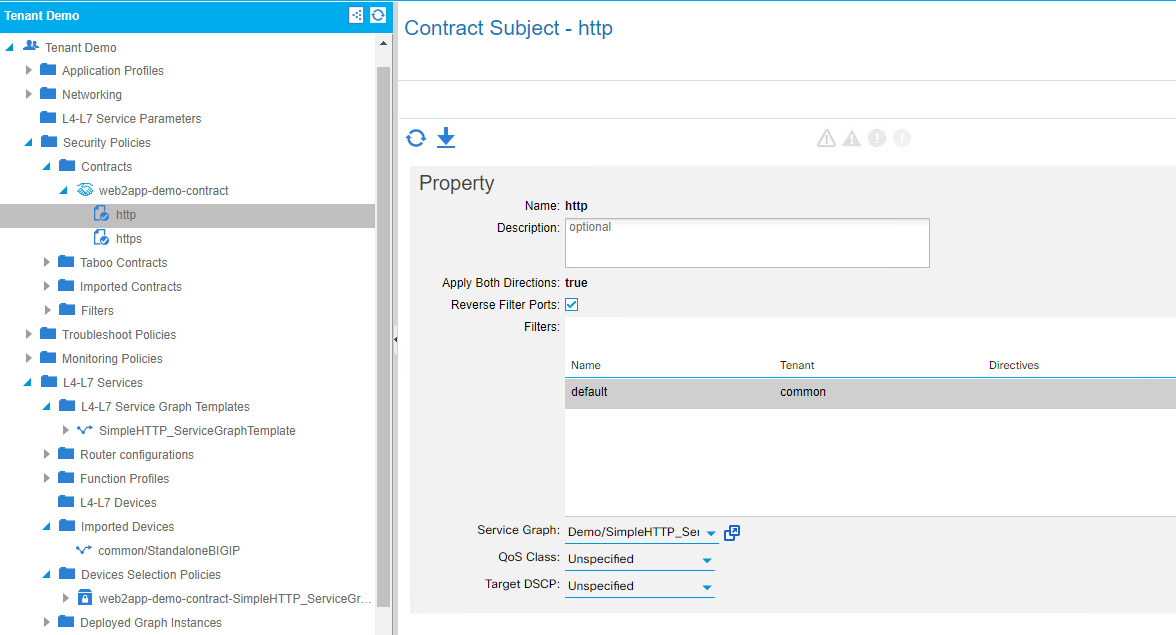 Tenant Demo
Tenant Demo
Application Profiles
Networking
L4-L7 Service Parameters
Security Policies
Contracts
web2app-demo-contract
http
https
Taboo Contracts
Imported Contracts
Filters
Troubleshoot Policies
Monitoring Policies
L4-L7 Services
L4-L7 Service Graph Templates
SimpleHTTP_ServiceGraphTemplate
Router configurations
Function Profiles
L4-L7 Devices
Imported Devices
common/StandaloneBIGIP
Devices Selection Policies
web2app-demo-contract-SimpleHTTP_ServiceGr...
Deployed Graph Instances
Contract Subject - http
Property
Name: http
Description: optional
Apply Both Directions: true
Reverse Filter Ports:
Filters:
Name Tenant Directives
default common
Service Graph: Demo/SimpleHTTP_Ser
QoS Class: Unspecified
Target DSCP: Unspecified